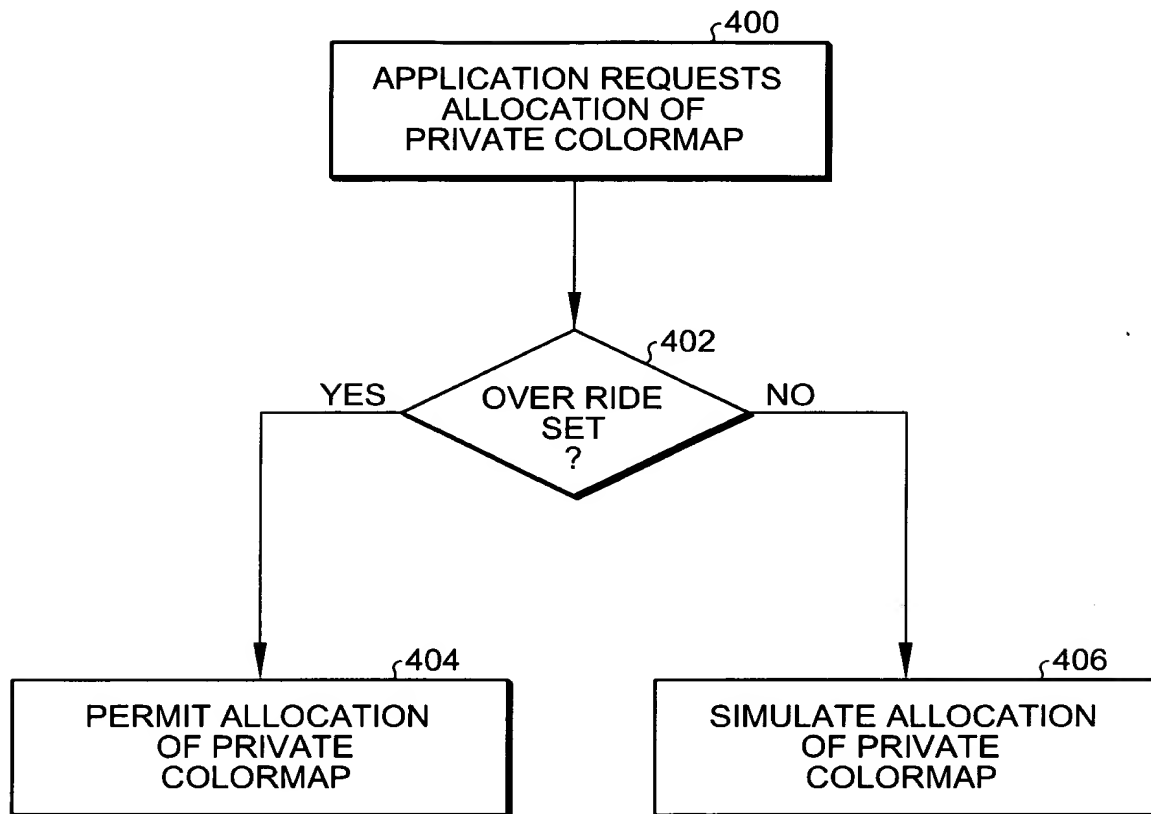 400
APPLICATION REQUESTS
ALLOCATION OF
PRIVATE COLORMAP
402
YES
OVER RIDE
SET
?
NO
404
PERMIT ALLOCATION
OF PRIVATE
COLORMAP
406
SIMULATE ALLOCATION
OF PRIVATE
COLORMAP